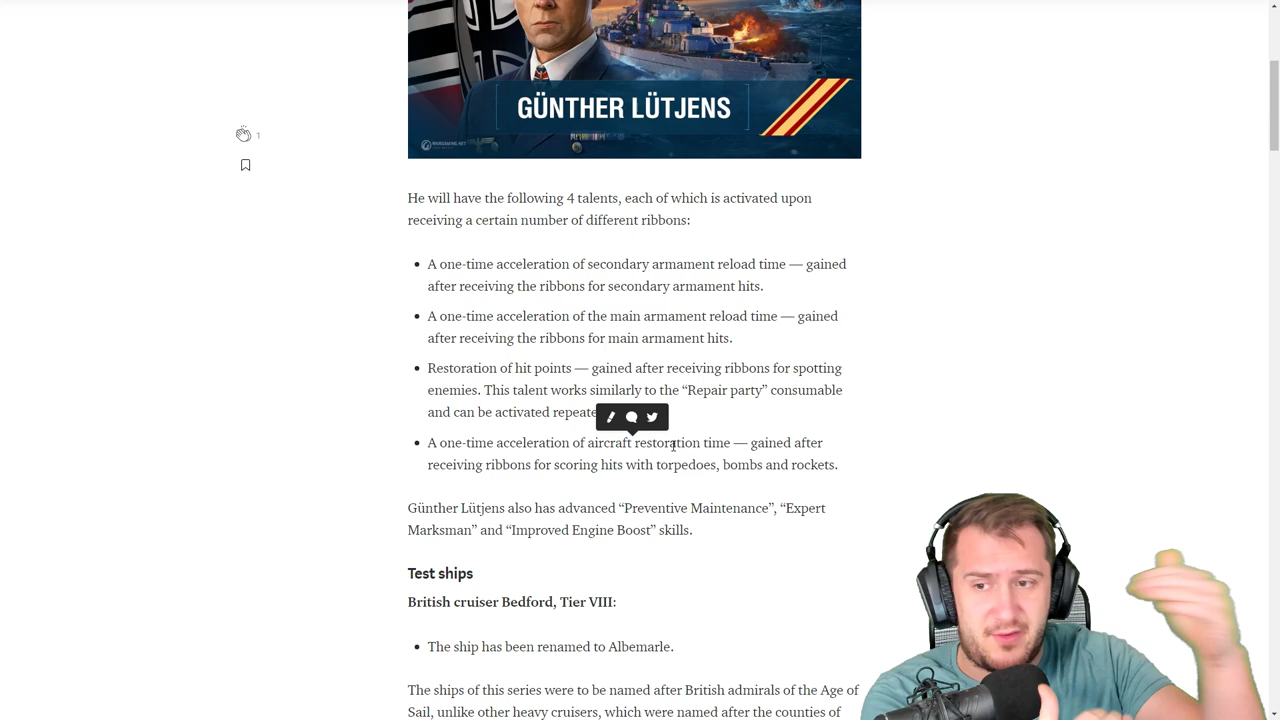 GÜNTHER LÜTJENS
WARGAMING.NET
1
He will have the following 4 talents, each of which is activated upon
receiving a certain number of different ribbons:
• A one-time acceleration of secondary armament reload time — gained
after receiving the ribbons for secondary armament hits.
• A one-time acceleration of the main armament reload time — gained
after receiving the ribbons for main armament hits.
• Restoration of hit points — gained after receiving ribbons for spotting
enemies. This talent works similarly to the “Repair party” consumable
and can be activated repeate
• A one-time acceleration of aircraft restoration time — gained after
receiving ribbons for scoring hits with torpedoes, bombs and rockets.
Günther Lütjens also has advanced “Preventive Maintenance”, “Expert
Marksman” and “Improved Engine Boost” skills.
Test ships
British cruiser Bedford, Tier VIII:
• The ship has been renamed to Albemarle.
The ships of this series were to be named after British admirals of the Age of
Sail, unlike other heavy cruisers, which were named after the counties of